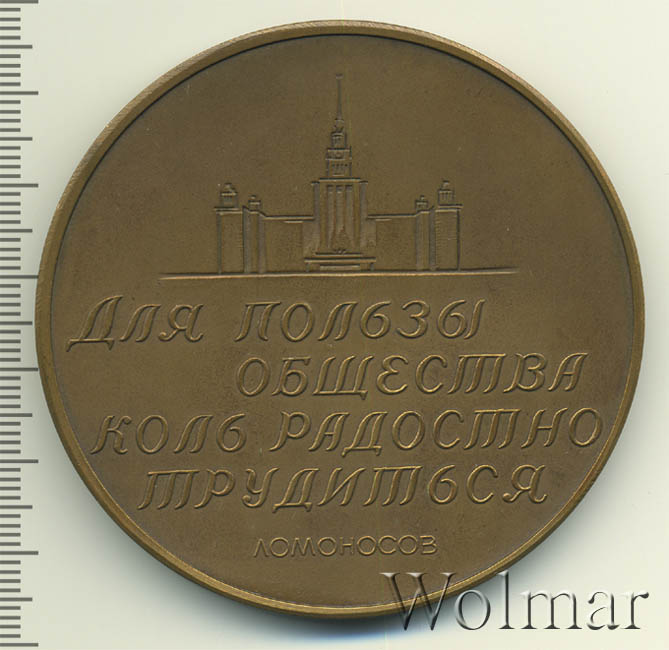 Для пользы
общества
коль радостно
трудиться
ЛОМОНОСОВ
Wolmar